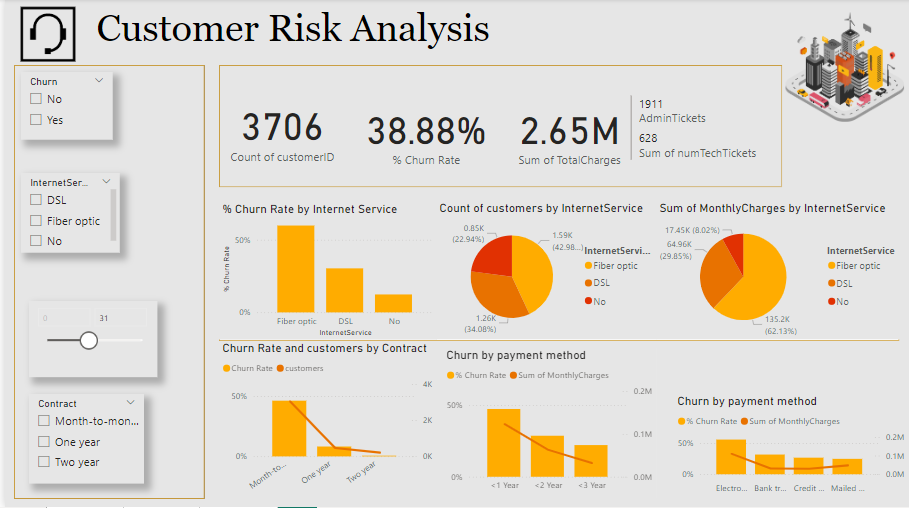 Customer Risk Analysis
Churn
No
Yes
InternetSer...
DSL
Fiber optic
No
0
31
Contract
Month-to-mon...
One year
Two year
3706
Count of customerID
38.88%
% Churn Rate
2.65M
Sum of TotalCharges
1911
AdminTickets
628
Sum of numTechTickets
% Churn Rate by Internet Service
% Churn Rate
50%
0%
Fiber optic
DSL
No
InternetService
Count of customers by InternetService
0.85K
(22.94%)
1.59K
(42.98...)
1.26K
(34.08%)
InternetServi...
Fiber optic
DSL
No
Sum of MonthlyCharges by InternetService
17.45K (8.02%)
64.96K
(29.85%)
135.2K
(62.13%)
InternetService
Fiber optic
DSL
No
Churn Rate and customers by Contract
Churn Rate
customers
50%
0%
4K
2K
0K
Month-to-...
One year
Two year
Churn by payment method
% Churn Rate
Sum of MonthlyCharges
50%
0%
0.2M
0.1M
0.0M
<1 Year
<2 Year
<3 Year
Churn by payment method
% Churn Rate
Sum of MonthlyCharges
50%
0%
0.2M
0.1M
0.0M
Electro...
Bank tr...
Credit ...
Mailed ...